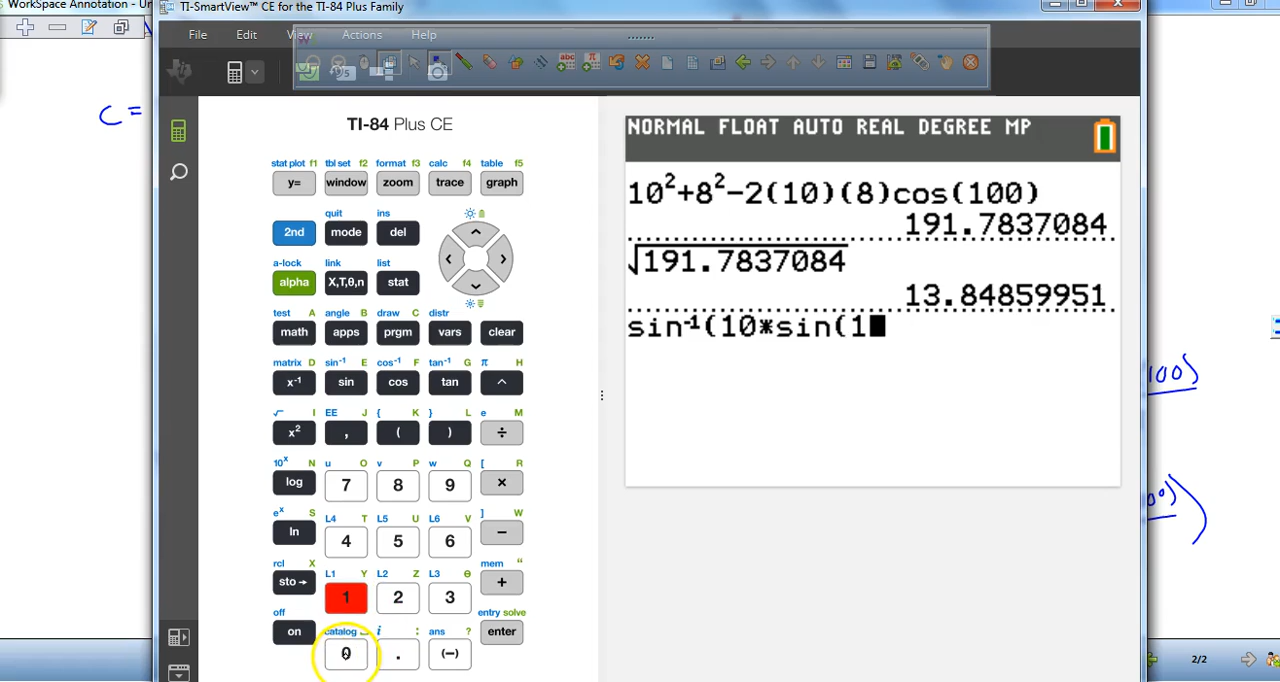 WorkSpace Annotation - Un
TI-SmartView™ CE for the TI-84 Plus Family
File Edit View Actions Help
C =
TI-84 Plus CE
stat plot f1 tbl set f2 format f3 calc f4 table f5
y= window zoom trace graph
quit ins
2nd mode del
a-lock link list
alpha X,T,θ,n stat
test A angle B draw C distr
math apps prgm vars clear
matrix D sin⁻¹ E cos⁻¹ F tan⁻¹ G π H
x⁻¹ sin cos tan ^
√ I EE J { K } L e M
x² , ( ) ÷
10ˣ N u O v P w Q [ R
log 7 8 9 ×
eˣ S L4 T L5 U L6 V ] W
ln 4 5 6 −
rcl X L1 Y L2 Z L3 θ mem "
sto→ 1 2 3 +
off catalog i : ans ? entry solve
on 0 . (−) enter
NORMAL FLOAT AUTO REAL DEGREE MP
10²+8²-2(10)(8)cos(100)
191.7837084
√191.7837084
13.84859951
sin⁻¹(10*sin(1
100)
00)
2/2